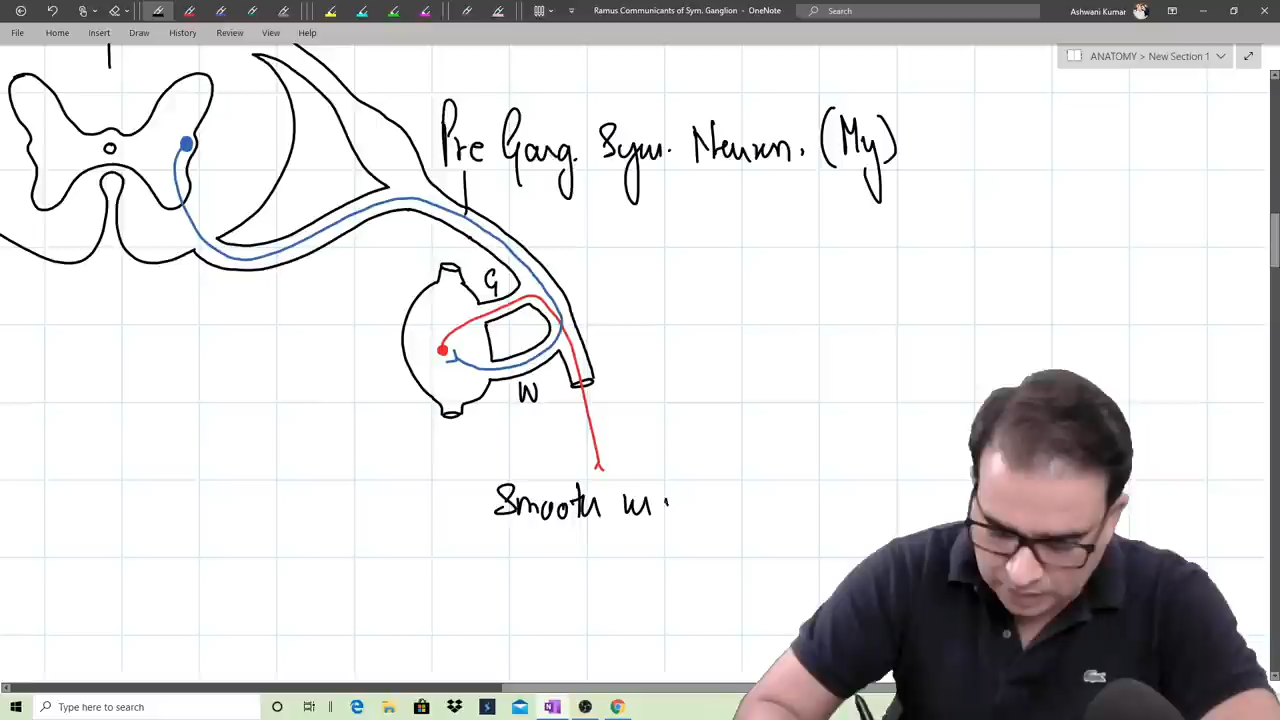 Ramus Communicants of Sym. Ganglion - OneNote
Search
Ashwani Kumar
File Home Insert Draw History Review View Help
ANATOMY > New Section 1
Pre Gang. Sym. Neuron. (My)
G
W
Smooth m.
Type here to search